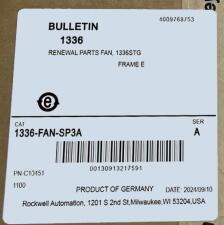 #009768753
BULLETIN
1336
RENEWAL PARTS FAN, 1336STG
FRAME E
e
CAT SER
1336-FAN-SP3A A
00130913217591
PN-C10451
1100
PRODUCT OF GERMANY DATE: 2024/09/10
Rockwell Automation, 1201 S 2nd St, Milwaukee, WI 53204, USA